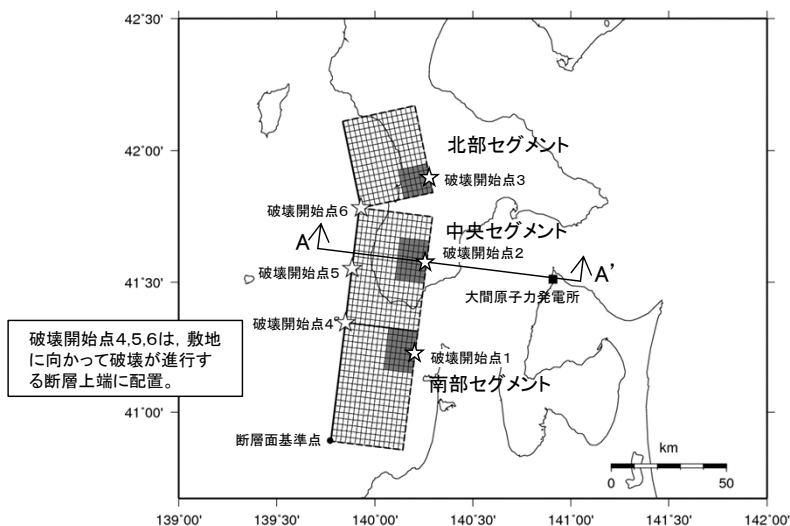 42˚30'
42˚00'
41˚30'
41˚00'
139˚00'
139˚30'
140˚00'
140˚30'
141˚00'
141˚30'
142˚00'
北部セグメント
破壊開始点3
破壊開始点6
中央セグメント
A
破壊開始点2
A'
破壊開始点5
大間原子力発電所
破壊開始点4
破壊開始点4,5,6は，敷地
に向かって破壊が進行す
る断層上端に配置。
破壊開始点1
南部セグメント
断層面基準点
km
0
50